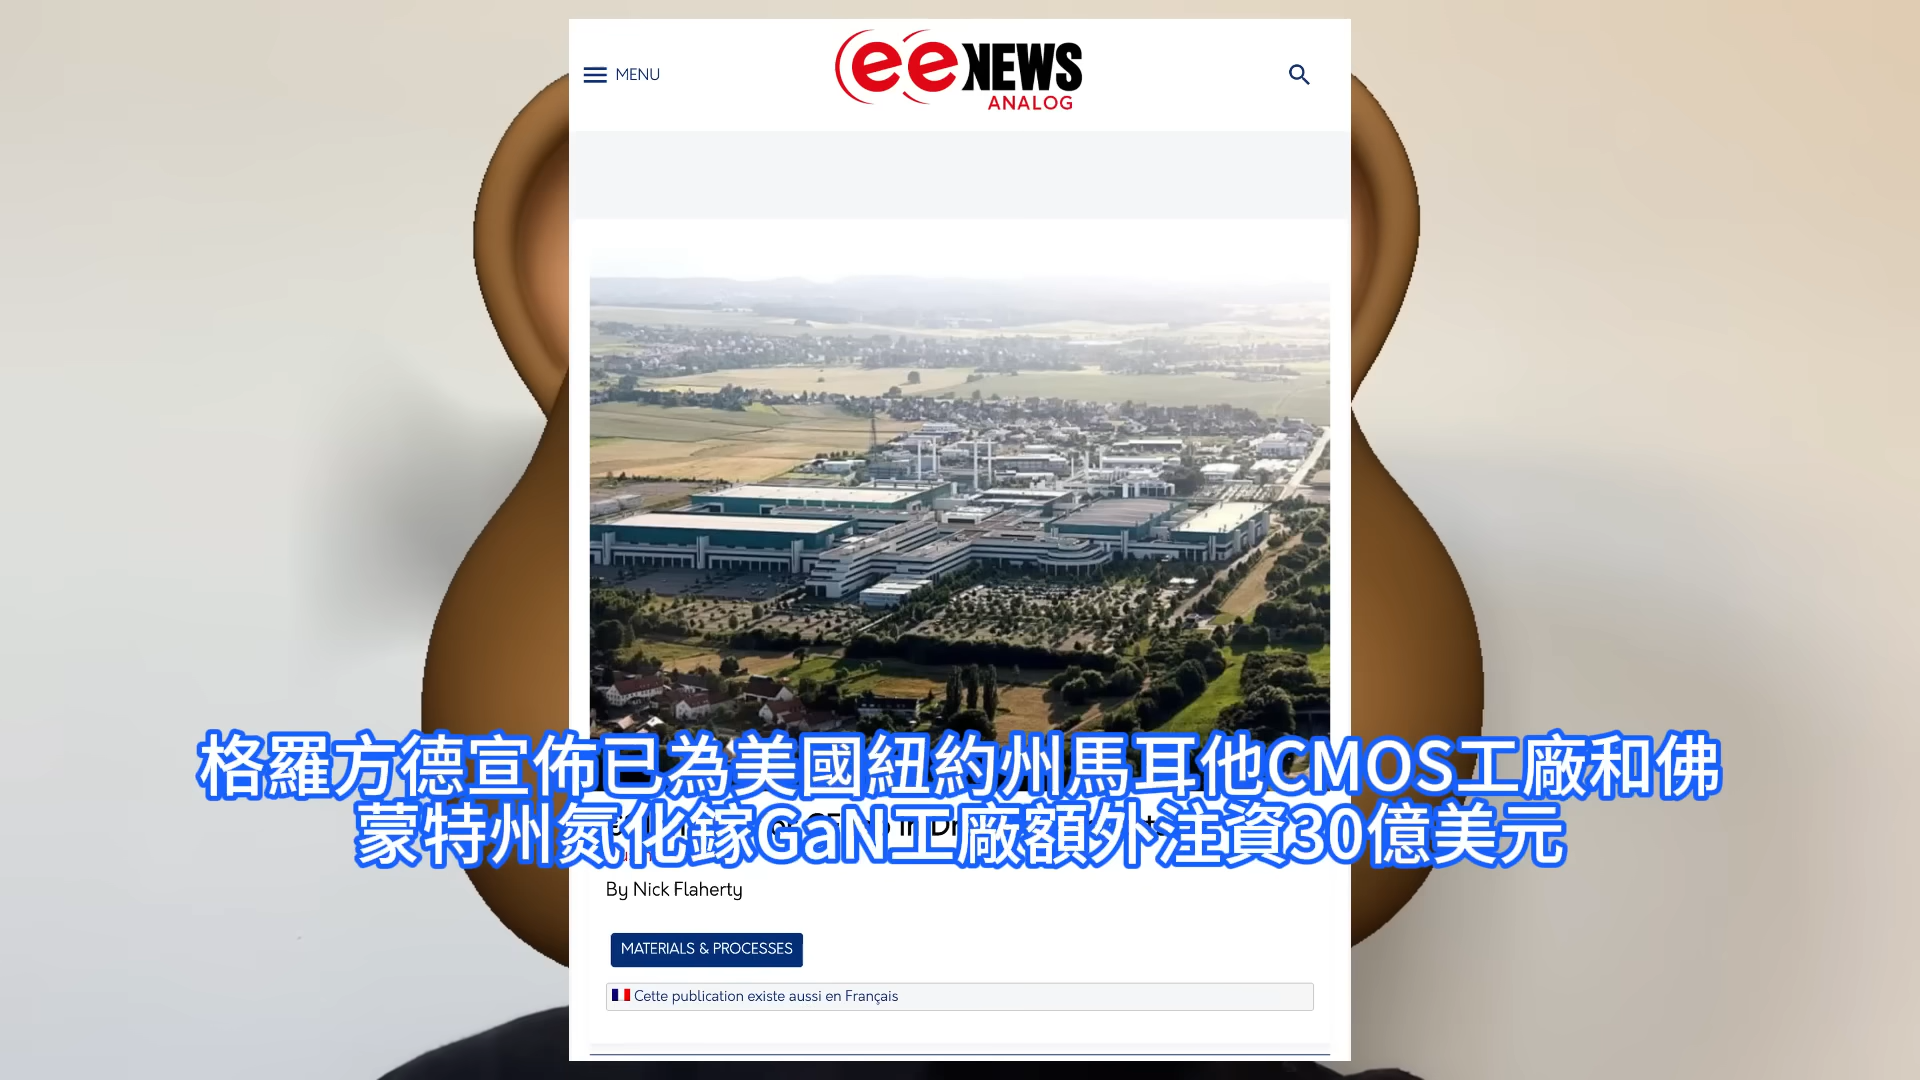 MENU
ee NEWS
ANALOG
格羅方德宣佈已為美國紐約州馬耳他CMOS工廠和佛
蒙特州氮化鎵GaN工廠額外注資30億美元
By Nick Flaherty
MATERIALS & PROCESSES
Cette publication existe aussi en Français